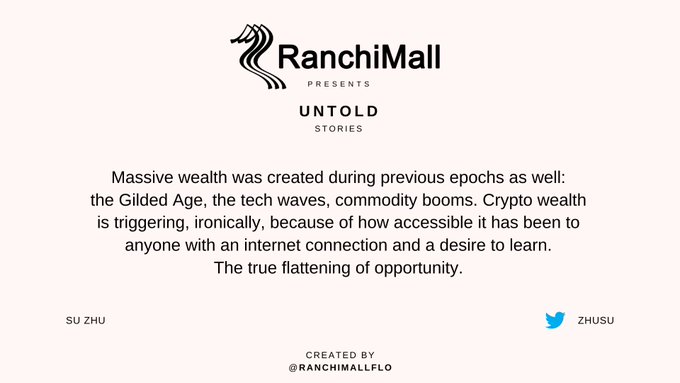 RanchiMall
PRESENTS
UNTOLD
STORIES
Massive wealth was created during previous epochs as well:
the Gilded Age, the tech waves, commodity booms. Crypto wealth
is triggering, ironically, because of how accessible it has been to
anyone with an internet connection and a desire to learn.
The true flattening of opportunity.
SU ZHU
ZHUSU
CREATED BY
@RANCHIMALLFLO